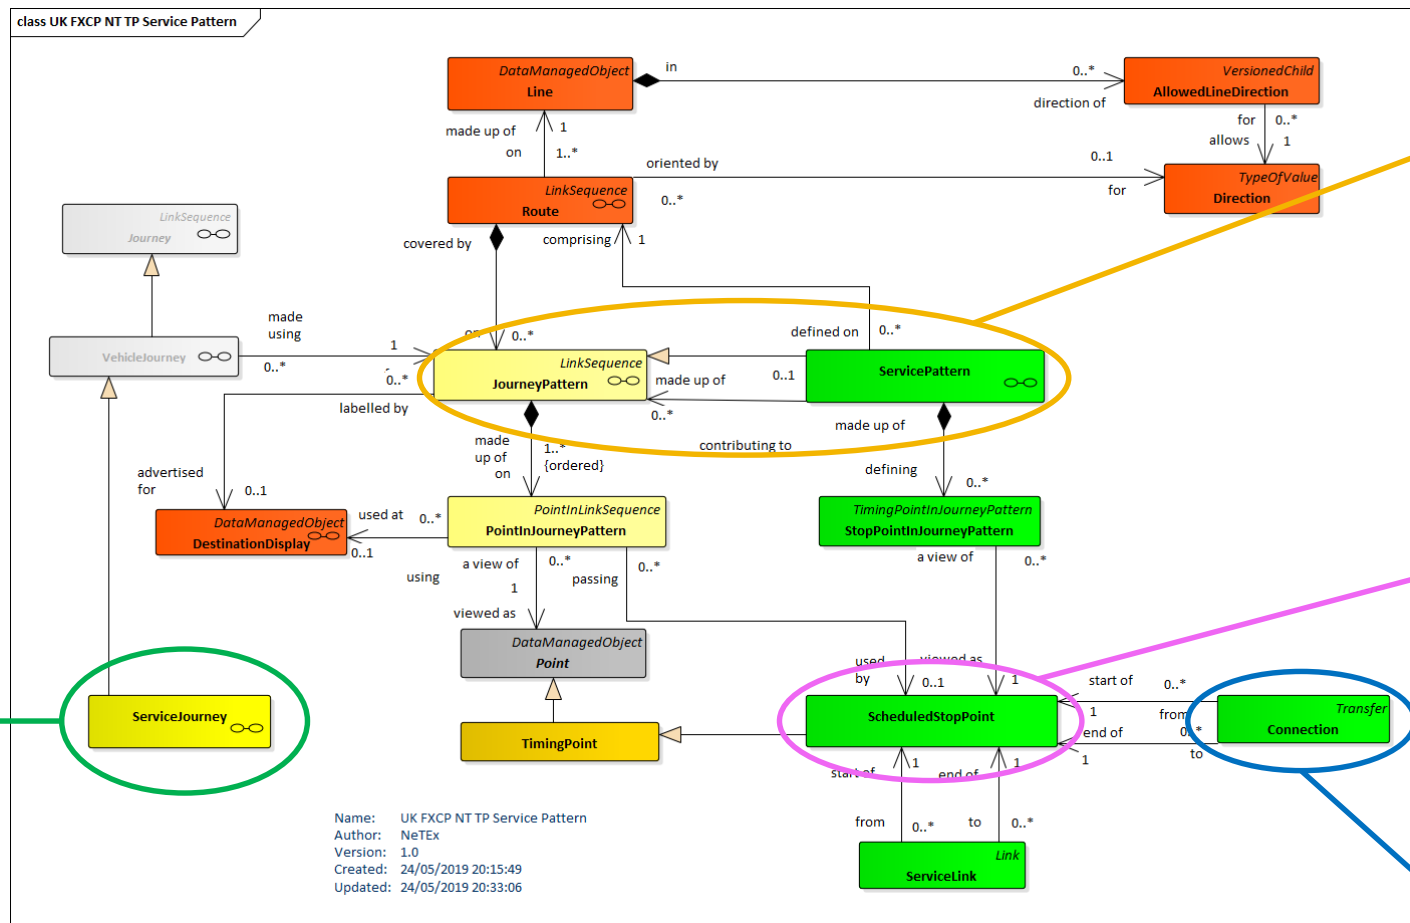 class UK FXCP NT TP Service Pattern
DataManagedObject
Line
in
0..*
direction of
VersionedChild
AllowedLineDirection
made up of
1
on
1..*
for
0..*
allows
1
oriented by
0..1
for
0..*
TypeOfValue
Direction
LinkSequence
Route
LinkSequence
Journey
covered by
comprising
1
made
using
1
0..*
0..*
defined on
0..*
VehicleJourney
0..*
LinkSequence
JourneyPattern
made up of
0..1
0..*
ServicePattern
labelled by
contributing to
made up of
made
up of
on
1..*
{ordered}
defining
0..*
advertised
for
0..1
DataManagedObject
DestinationDisplay
used at
0..*
0..1
PointInLinkSequence
PointInJourneyPattern
TimingPointInJourneyPattern
StopPointInJourneyPattern
using
a view of
0..*
1
passing
0..*
a view of
0..*
viewed as
DataManagedObject
Point
used
by
0..1
viewed as
1
start of
0..*
1
from
ServiceJourney
TimingPoint
ScheduledStopPoint
Transfer
Connection
end of
0..*
1
to
start of
1
end of
1
from
0..*
to
0..*
Link
ServiceLink
Name: UK FXCP NT TP Service Pattern
Author: NeTEx
Version: 1.0
Created: 24/05/2019 20:15:49
Updated: 24/05/2019 20:33:06